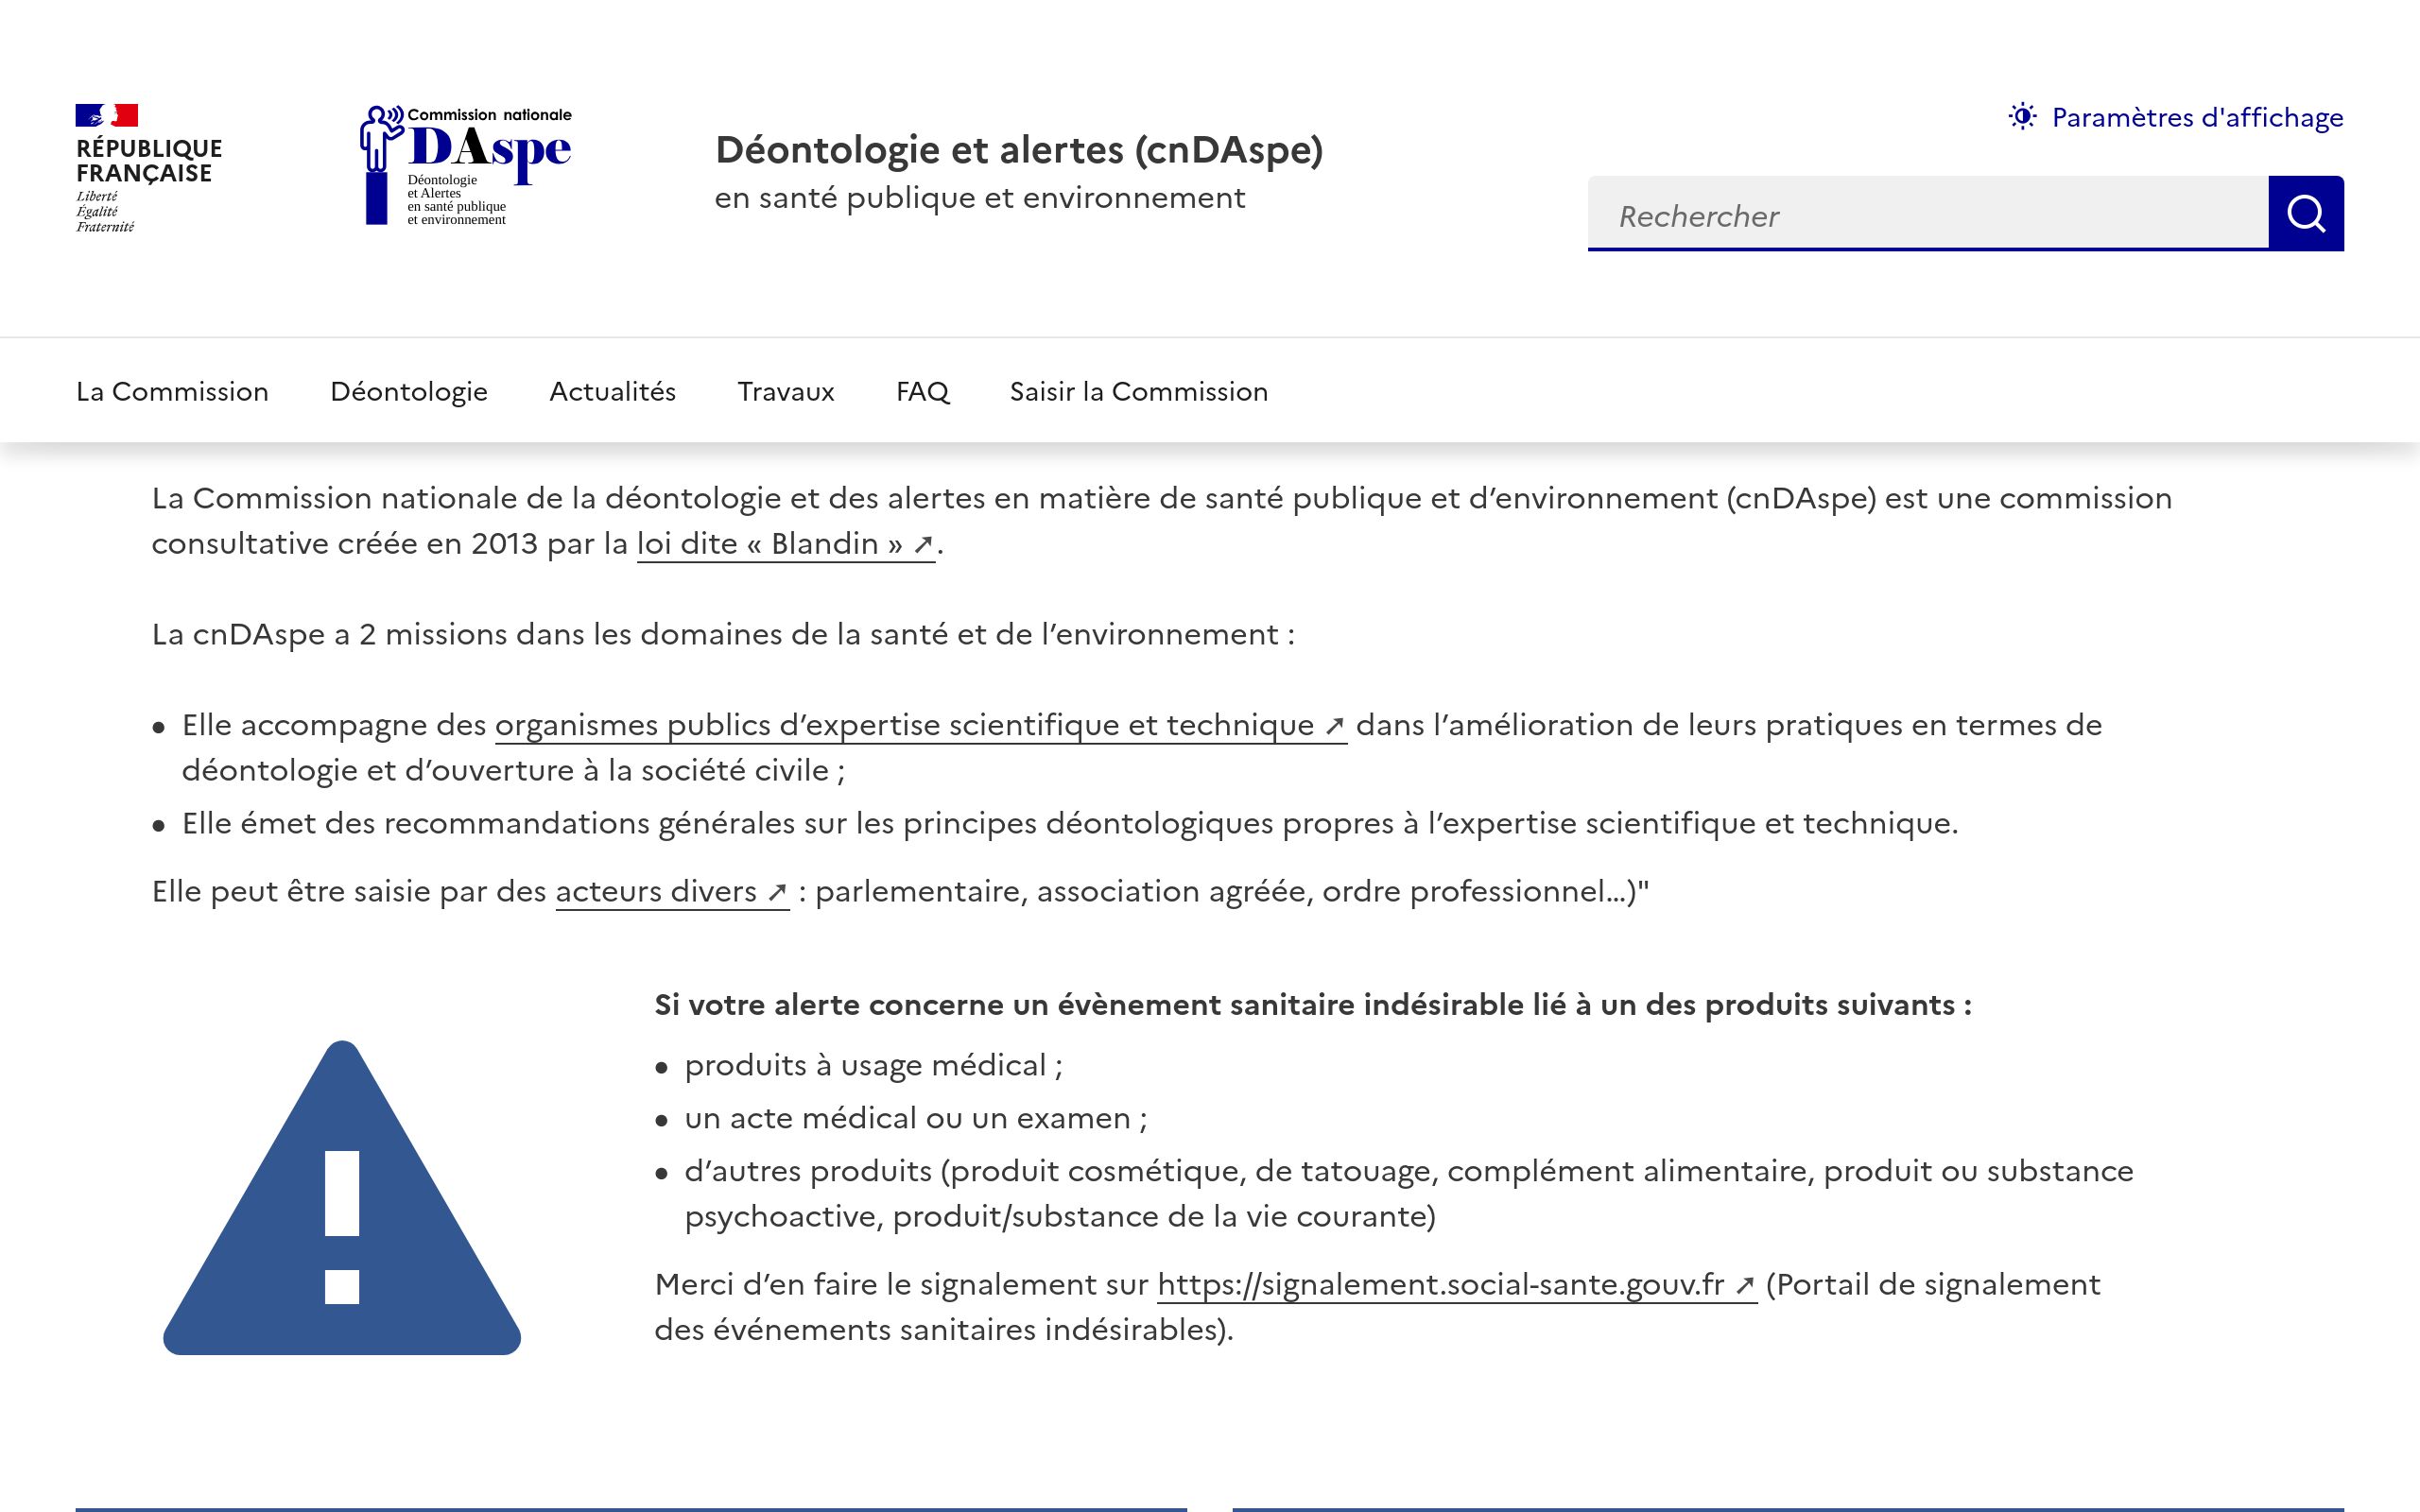 RÉPUBLIQUE
FRANÇAISE
Liberté
Égalité
Fraternité
Commission nationale
DAspe
Déontologie
et Alertes
en santé publique
et environnement
Déontologie et alertes (cnDAspe)
en santé publique et environnement
Paramètres d'affichage
Rechercher
La Commission Déontologie Actualités Travaux FAQ Saisir la Commission
La Commission nationale de la déontologie et des alertes en matière de santé publique et d’environnement (cnDAspe) est une commission
consultative créée en 2013 par la loi dite « Blandin » ↗.
La cnDAspe a 2 missions dans les domaines de la santé et de l’environnement :
• Elle accompagne des organismes publics d’expertise scientifique et technique ↗ dans l’amélioration de leurs pratiques en termes de
déontologie et d’ouverture à la société civile ;
• Elle émet des recommandations générales sur les principes déontologiques propres à l’expertise scientifique et technique.
Elle peut être saisie par des acteurs divers ↗ : parlementaire, association agréée, ordre professionnel…)"
Si votre alerte concerne un évènement sanitaire indésirable lié à un des produits suivants :
• produits à usage médical ;
• un acte médical ou un examen ;
• d’autres produits (produit cosmétique, de tatouage, complément alimentaire, produit ou substance
psychoactive, produit/substance de la vie courante)
Merci d’en faire le signalement sur https://signalement.social-sante.gouv.fr ↗ (Portail de signalement
des événements sanitaires indésirables).